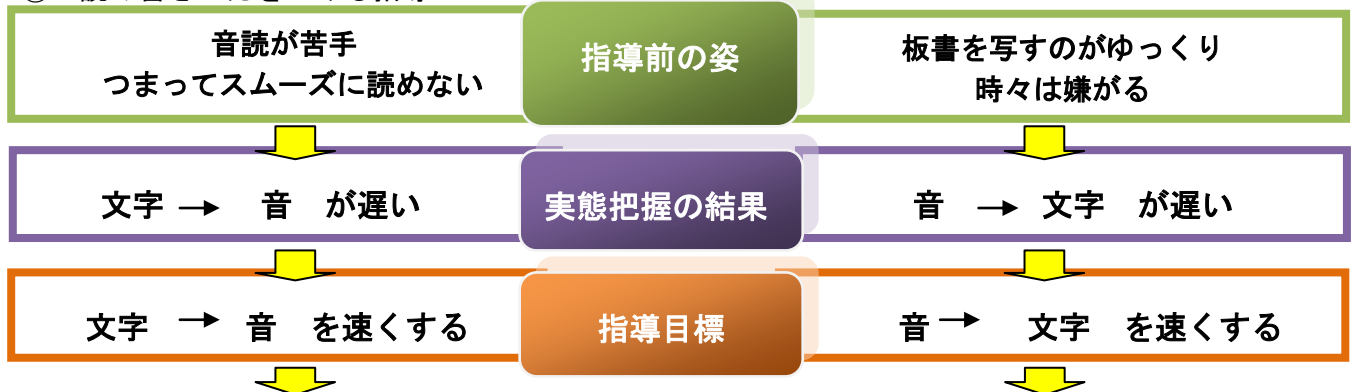 音読が苦手
つまってスムーズに読めない
指導前の姿
板書を写すのがゆっくり
時々は嫌がる
文字 → 音 が遅い
実態把握の結果
音 → 文字 が遅い
文字 → 音 を速くする
指導目標
音 → 文字 を速くする